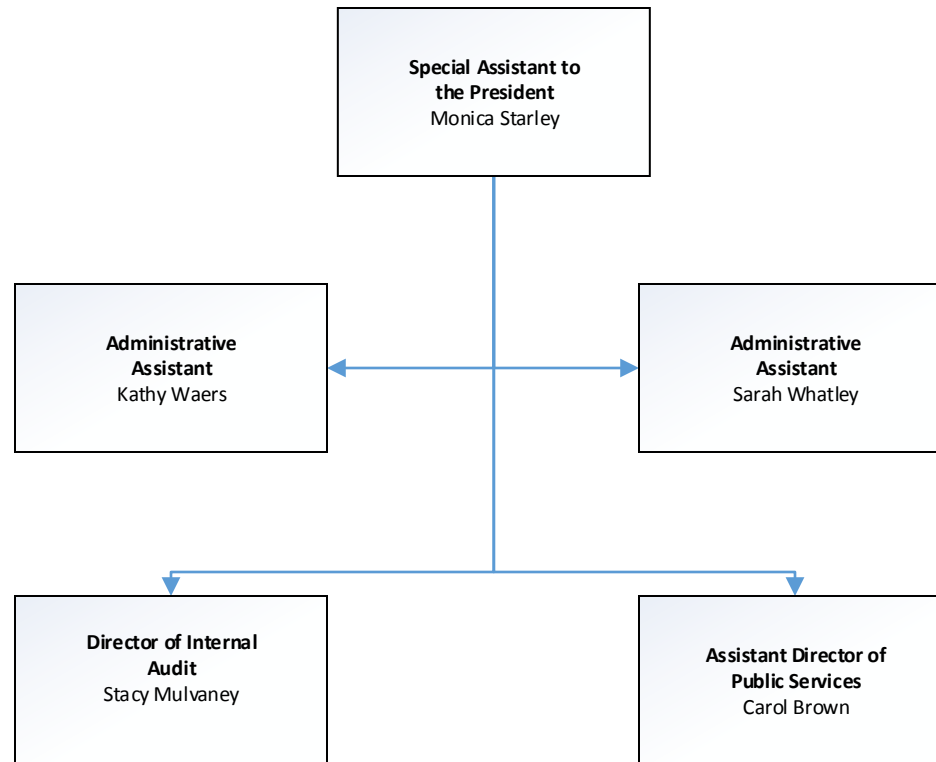 Special Assistant to
the President
Monica Starley
Administrative
Assistant
Kathy Waers
Administrative
Assistant
Sarah Whatley
Director of Internal
Audit
Stacy Mulvaney
Assistant Director of
Public Services
Carol Brown